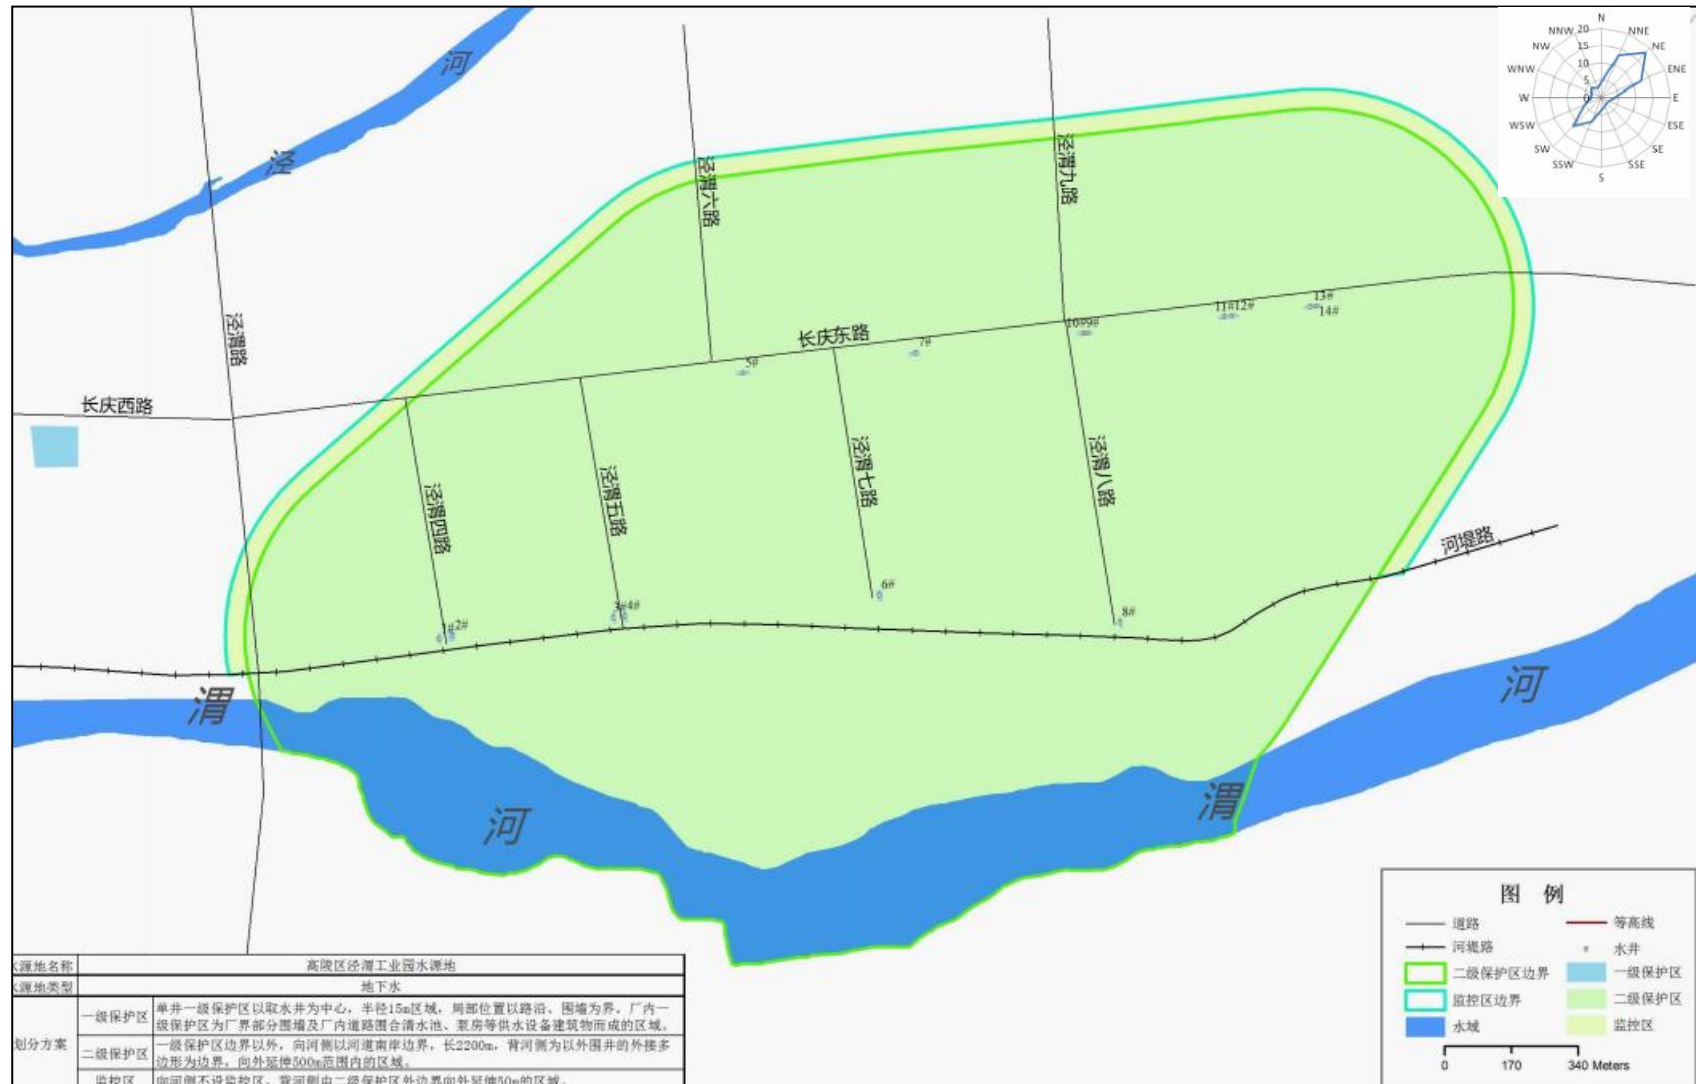 河
泾
泾渭路
泾渭六路
泾渭九路
N
NNW
NNE
NW
NE
WNW
ENE
W
E
WSW
ESE
SW
SE
SSW
SSE
S
20
15
10
5
0
13#
11#12#
14#
10#9#
长庆东路
7#
5#
长庆西路
泾渭四路
泾渭五路
泾渭七路
泾渭八路
河堤路
6#
3#4#
8#
1#2#
渭
河
河
渭
水源地名称 高陵区泾渭工业园水源地
水源地类型 地下水
划分方案
一级保护区 单井一级保护区以取水井为中心，半径15m区域，局部位置以路沿、围墙为界。厂内一
级保护区为厂界部分围墙及厂内道路围合清水池、泵房等供水设备建筑物而成的区域。
二级保护区 一级保护区边界以外，向河侧以河道南岸边界，长2200m，背河侧为以外围井的外接多
边形为边界，向外延伸500m范围内的区域。
监控区 向河侧不设监控区，背河侧由二级保护区外边界向外延伸50m的区域。
图 例
道路 等高线
河堤路 水井
二级保护区边界 一级保护区
监控区边界 二级保护区
水域 监控区
0 170 340 Meters